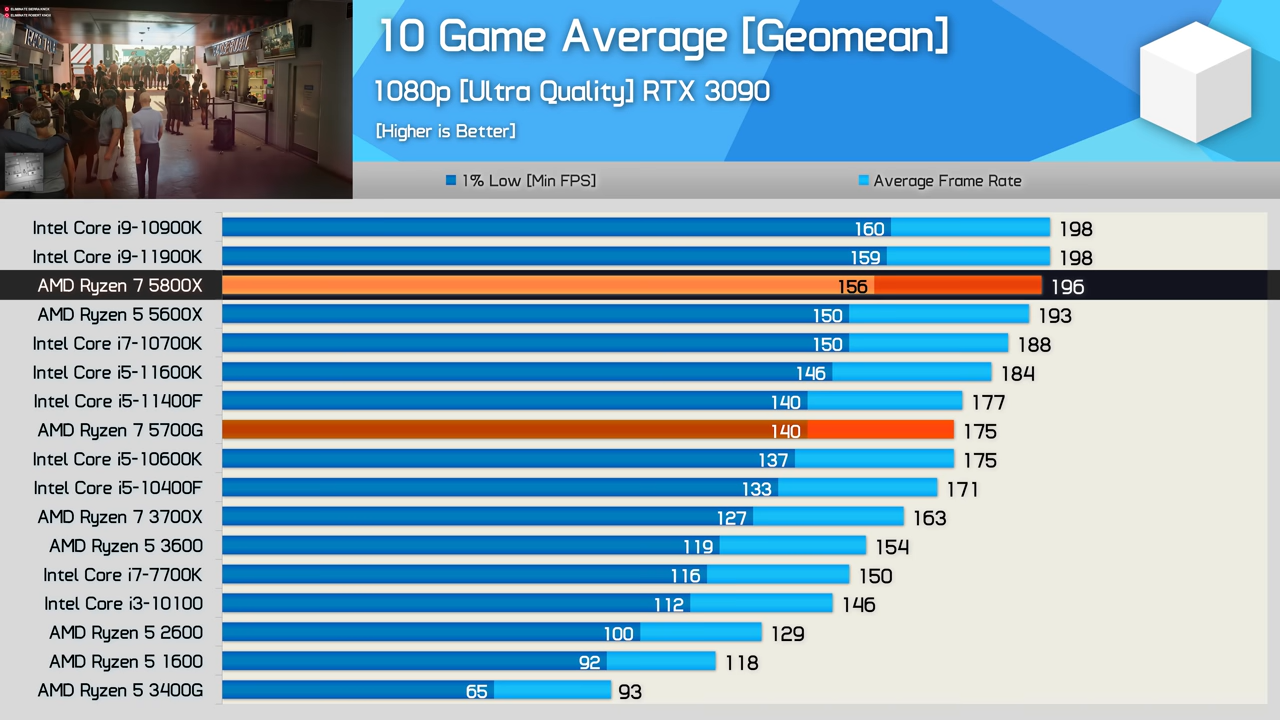 ELIMINATE SIERRA KNOX
ELIMINATE ROBERT KNOX
10 Game Average [Geomean]
1080p [Ultra Quality] RTX 3090
[Higher is Better]
1% Low [Min FPS] Average Frame Rate
Intel Core i9-10900K 160 198
Intel Core i9-11900K 159 198
AMD Ryzen 7 5800X 156 196
AMD Ryzen 5 5600X 150 193
Intel Core i7-10700K 150 188
Intel Core i5-11600K 146 184
Intel Core i5-11400F 140 177
AMD Ryzen 7 5700G 140 175
Intel Core i5-10600K 137 175
Intel Core i5-10400F 133 171
AMD Ryzen 7 3700X 127 163
AMD Ryzen 5 3600 119 154
Intel Core i7-7700K 116 150
Intel Core i3-10100 112 146
AMD Ryzen 5 2600 100 129
AMD Ryzen 5 1600 92 118
AMD Ryzen 5 3400G 65 93